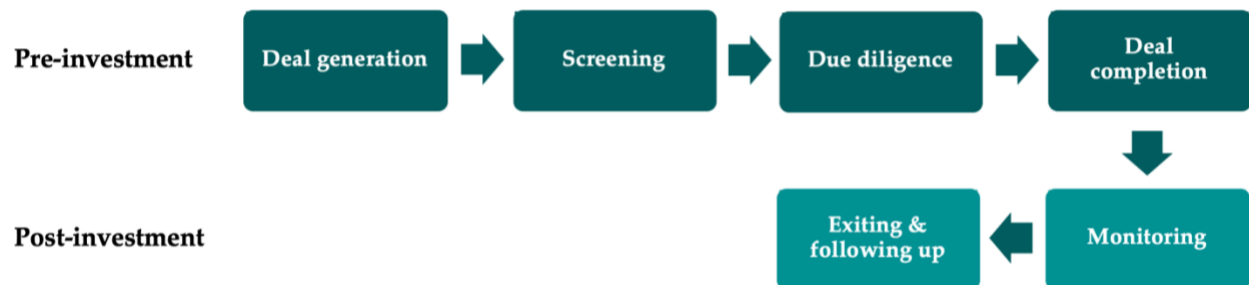 Pre-investment
Deal generation
Screening
Due diligence
Deal
completion
Post-investment
Exiting &
following up
Monitoring